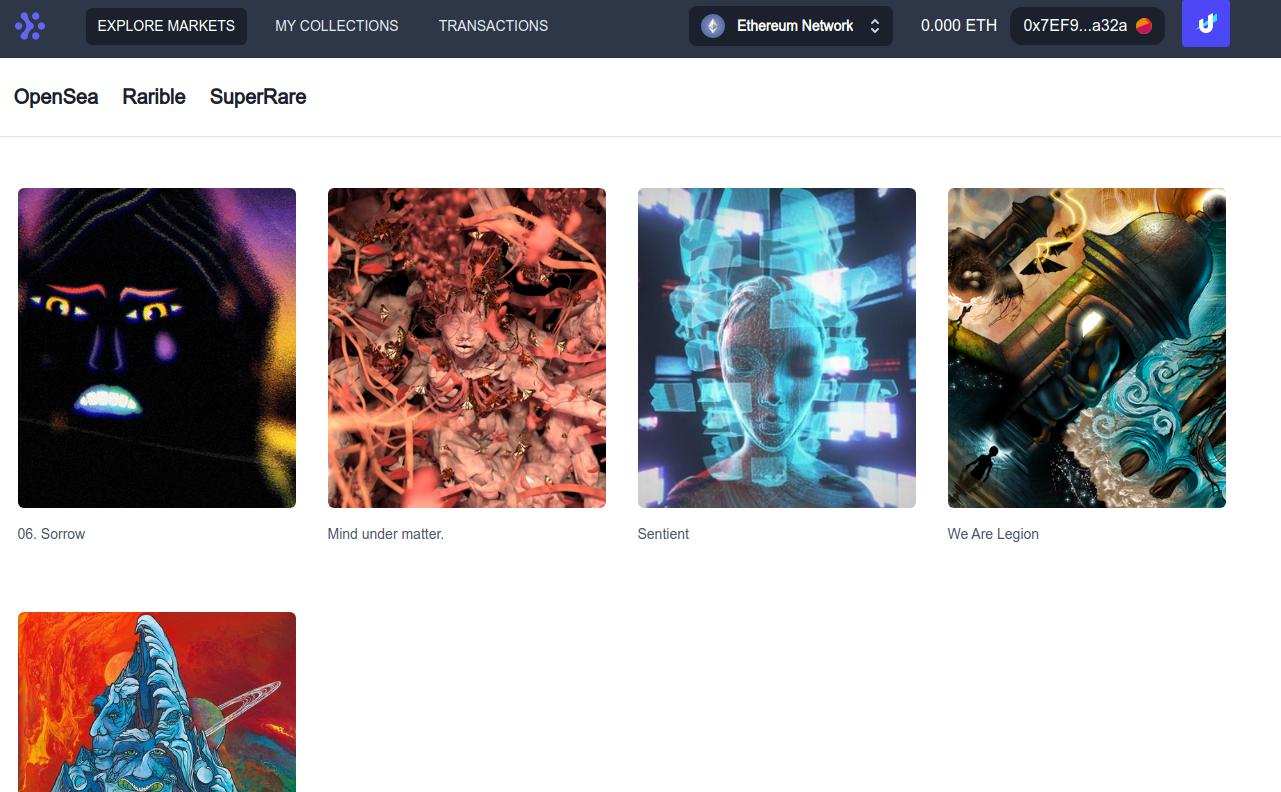 EXPLORE MARKETS MY COLLECTIONS TRANSACTIONS Ethereum Network 0.000 ETH 0x7EF9...a32a
OpenSea Rarible SuperRare
06. Sorrow Mind under matter. Sentient We Are Legion